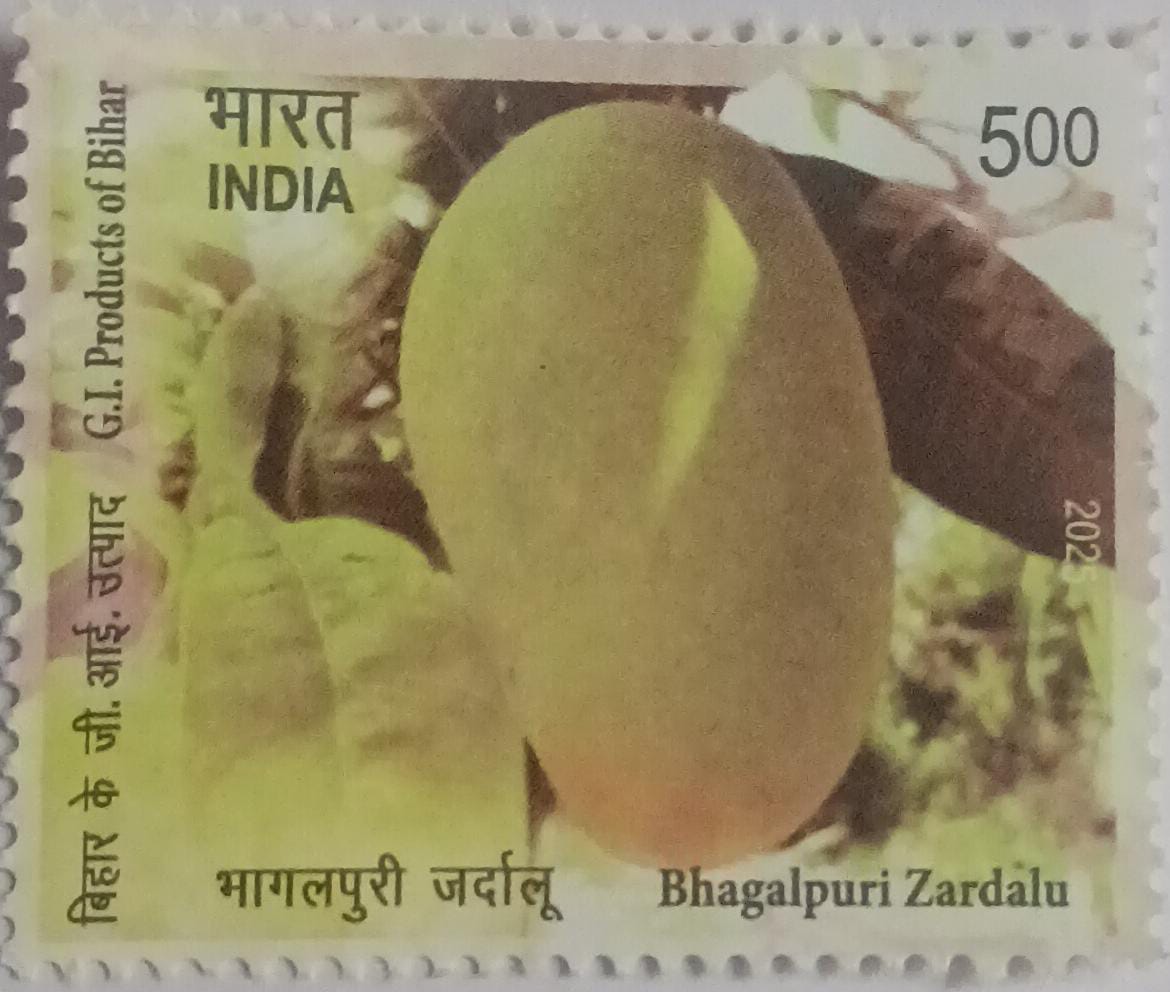 भारत
INDIA
500
बिहार के जी. आई. उत्पाद G.I. Products of Bihar
2025
भागलपुरी जर्दालू
Bhagalpuri Zardalu